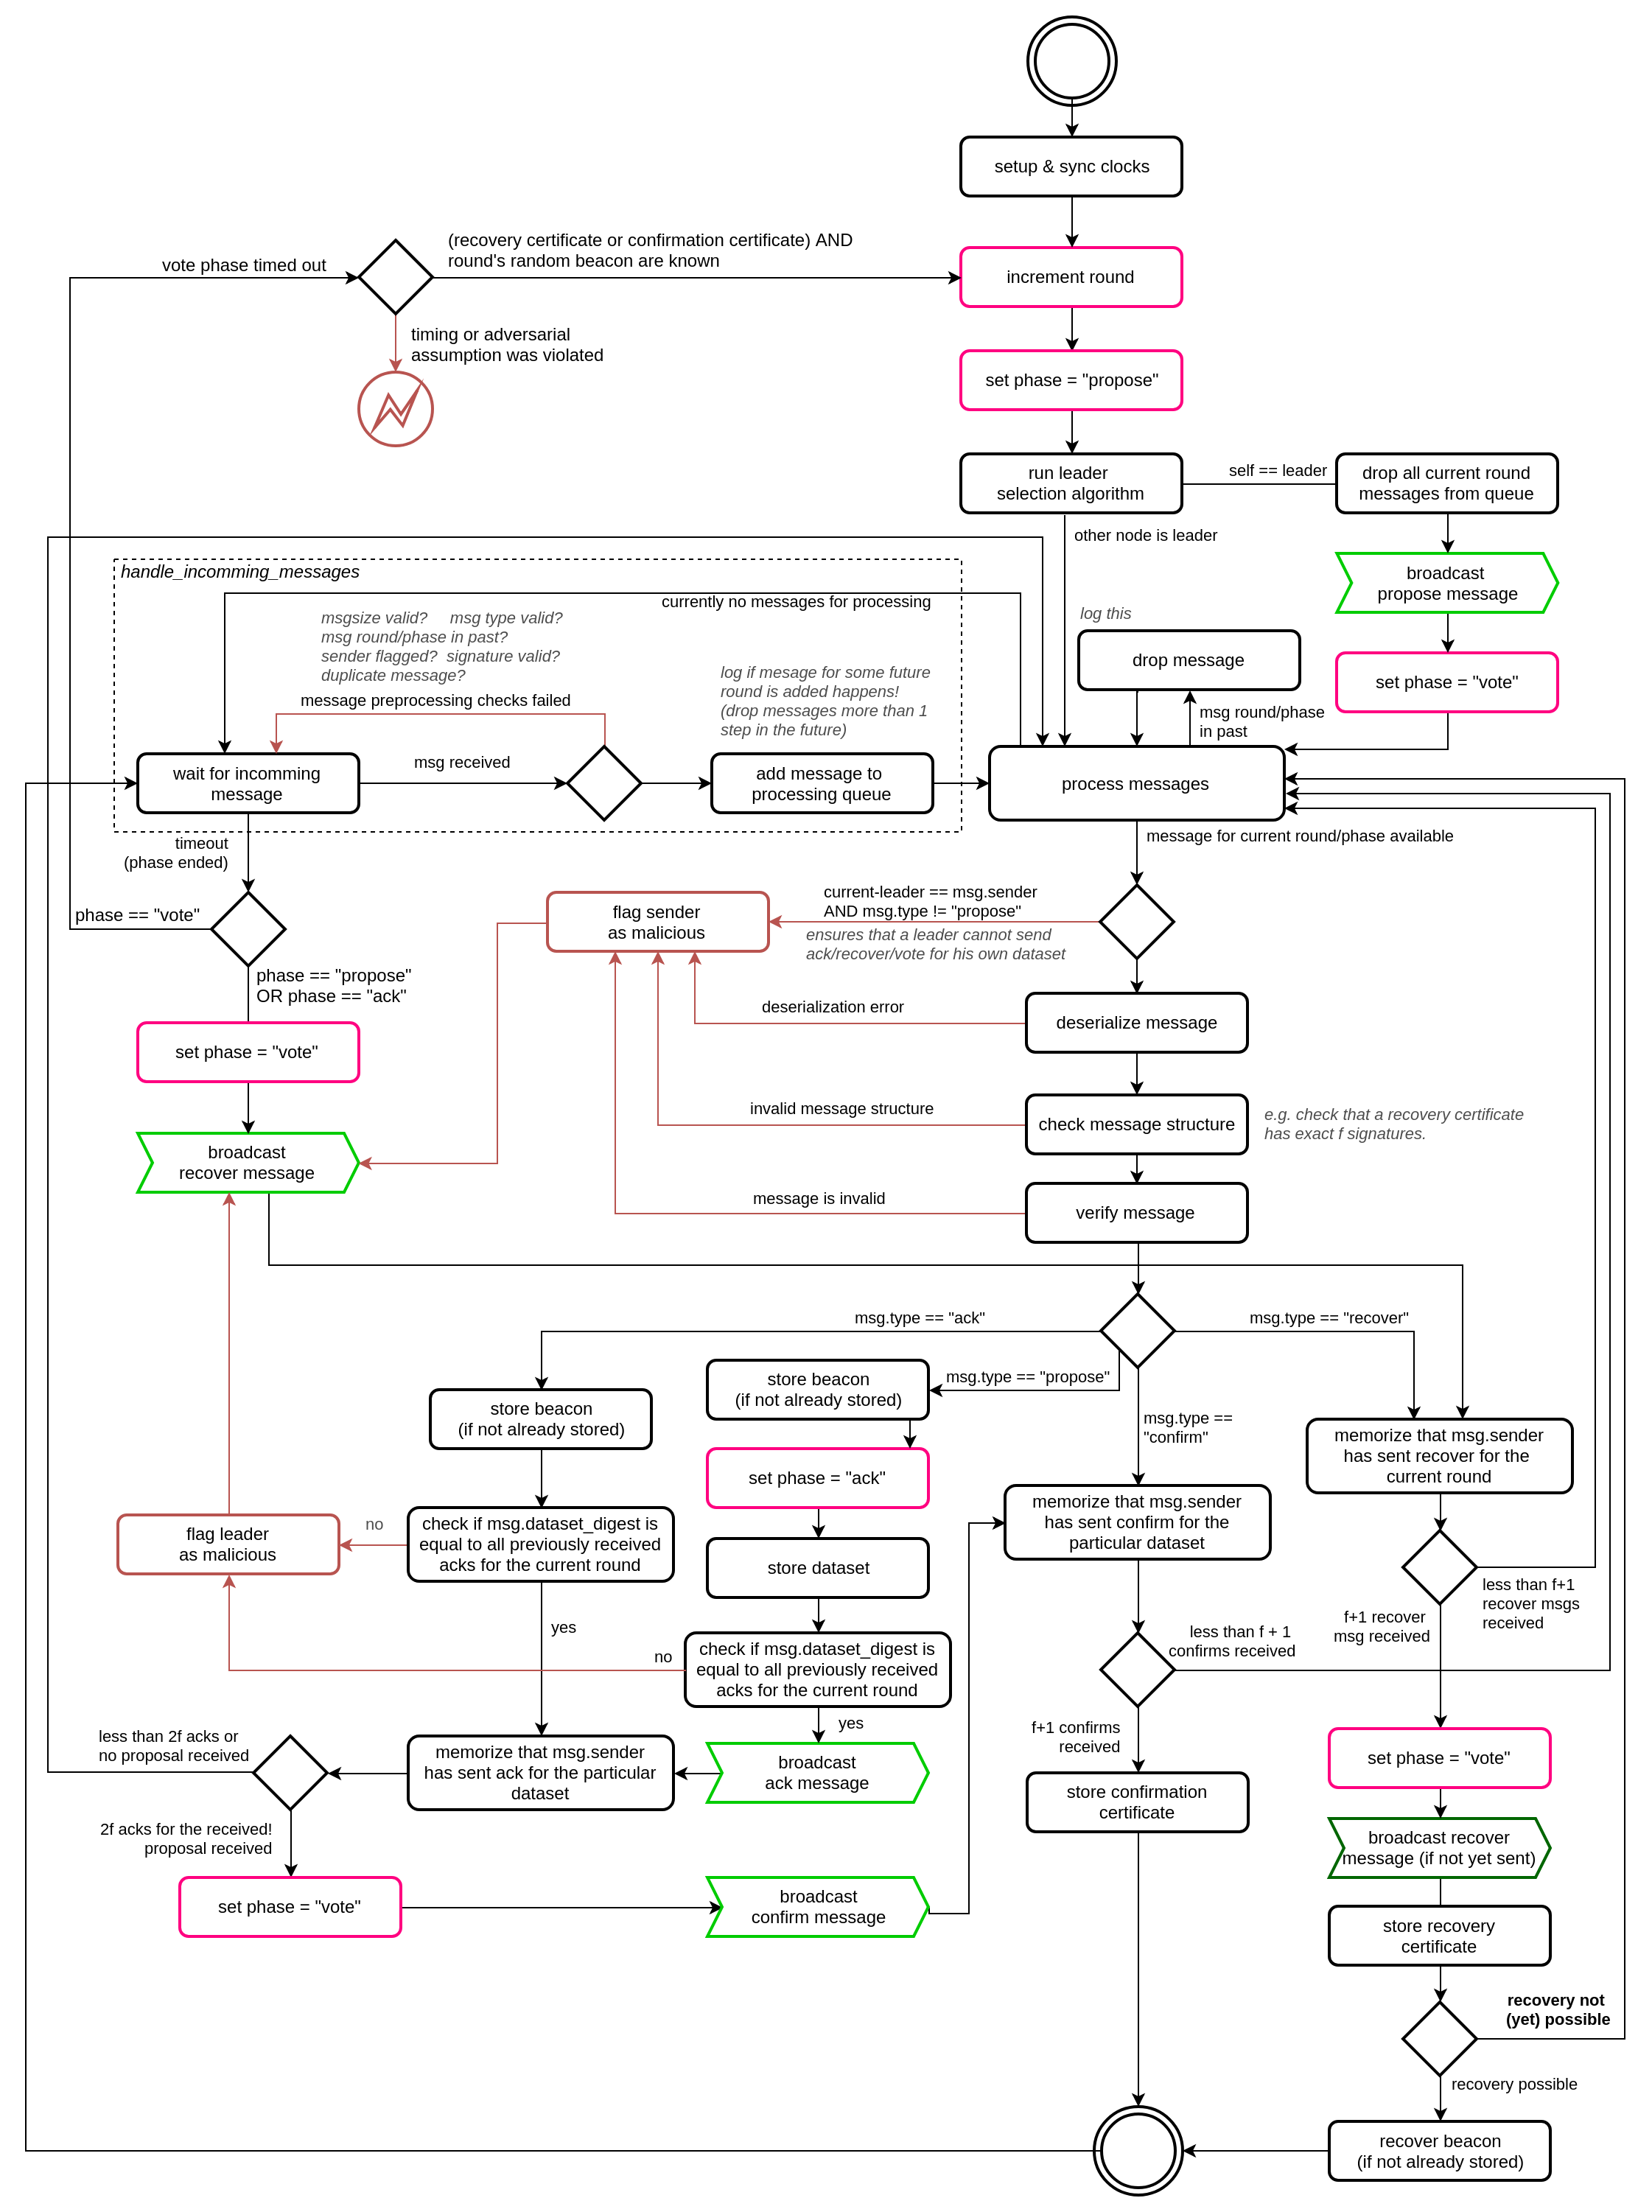 setup & sync clocks
(recovery certificate or confirmation certificate) AND
round's random beacon are known
vote phase timed out
increment round
timing or adversarial
assumption was violated
set phase = "propose"
run leader
selection algorithm
self == leader
drop all current round
messages from queue
other node is leader
handle_incomming_messages
broadcast
propose message
currently no messages for processing
msgsize valid? msg type valid?
msg round/phase in past?
sender flagged? signature valid?
duplicate message?
log this
drop message
set phase = "vote"
log if mesage for some future
round is added happens!
(drop messages more than 1
step in the future)
message preprocessing checks failed
msg round/phase
in past
wait for incomming
message
msg received
add message to
processing queue
process messages
timeout
(phase ended)
message for current round/phase available
phase == "vote"
flag sender
as malicious
current-leader == msg.sender
AND msg.type != "propose"
ensures that a leader cannot send
ack/recover/vote for his own dataset
phase == "propose"
OR phase == "ack"
deserialization error
deserialize message
set phase = "vote"
invalid message structure
check message structure
e.g. check that a recovery certificate
has exact f signatures.
broadcast
recover message
message is invalid
verify message
msg.type == "ack"
msg.type == "recover"
msg.type == "propose"
store beacon
(if not already stored)
store beacon
(if not already stored)
msg.type ==
"confirm"
memorize that msg.sender
has sent recover for the
current round
set phase = "ack"
memorize that msg.sender
has sent confirm for the
particular dataset
flag leader
as malicious
no
check if msg.dataset_digest is
equal to all previously received
acks for the current round
store dataset
less than f+1
recover msgs
received
f+1 recover
msg received
yes
no
check if msg.dataset_digest is
equal to all previously received
acks for the current round
less than f + 1
confirms received
yes
f+1 confirms
received
less than 2f acks or
no proposal received
memorize that msg.sender
has sent ack for the particular
dataset
broadcast
ack message
set phase = "vote"
store confirmation
certificate
2f acks for the received!
proposal received
broadcast recover
message (if not yet sent)
set phase = "vote"
broadcast
confirm message
store recovery
certificate
recovery not
(yet) possible
recovery possible
recover beacon
(if not already stored)